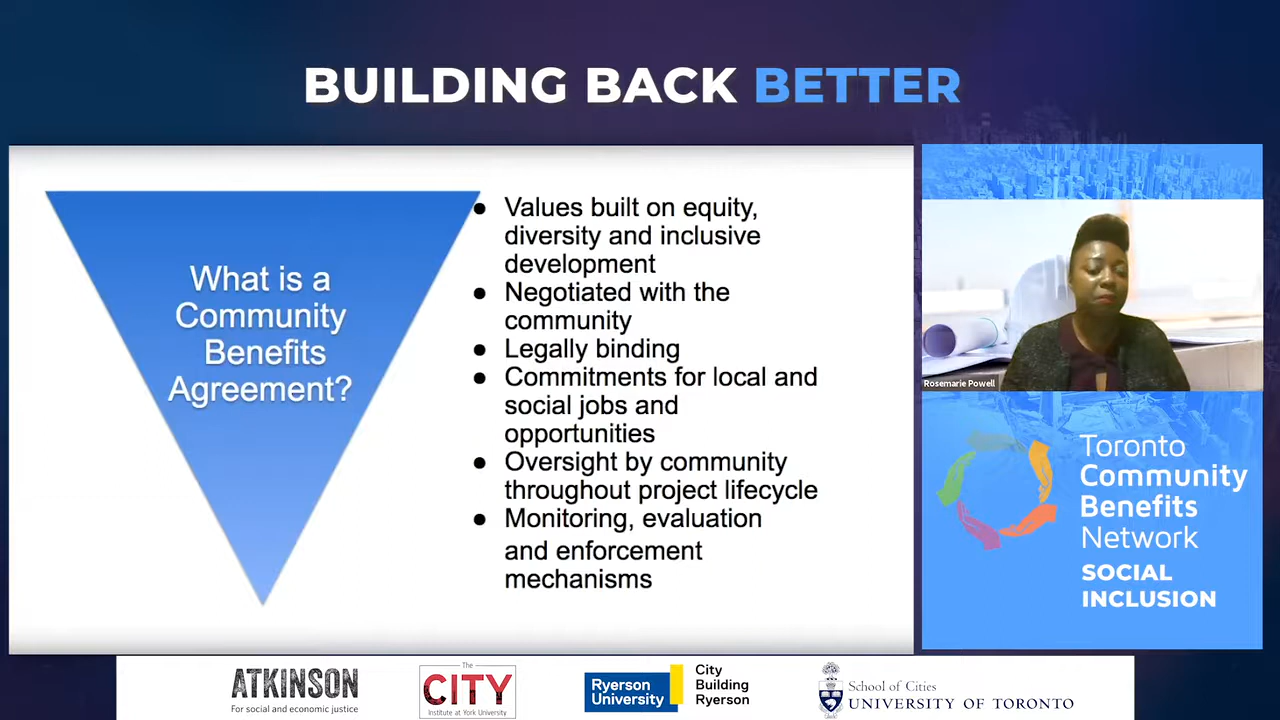 BUILDING BACK BETTER
What is a
Community
Benefits
Agreement?
● Values built on equity,
diversity and inclusive
development
● Negotiated with the
community
● Legally binding
● Commitments for local and
social jobs and
opportunities
● Oversight by community
throughout project lifecycle
● Monitoring, evaluation
and enforcement
mechanisms
Rosemarie Powell
Toronto
Community
Benefits
Network
SOCIAL
INCLUSION
ATKINSON
For social and economic justice
The
CITY
Institute at York University
Ryerson
University
City
Building
Ryerson
School of Cities
UNIVERSITY OF TORONTO